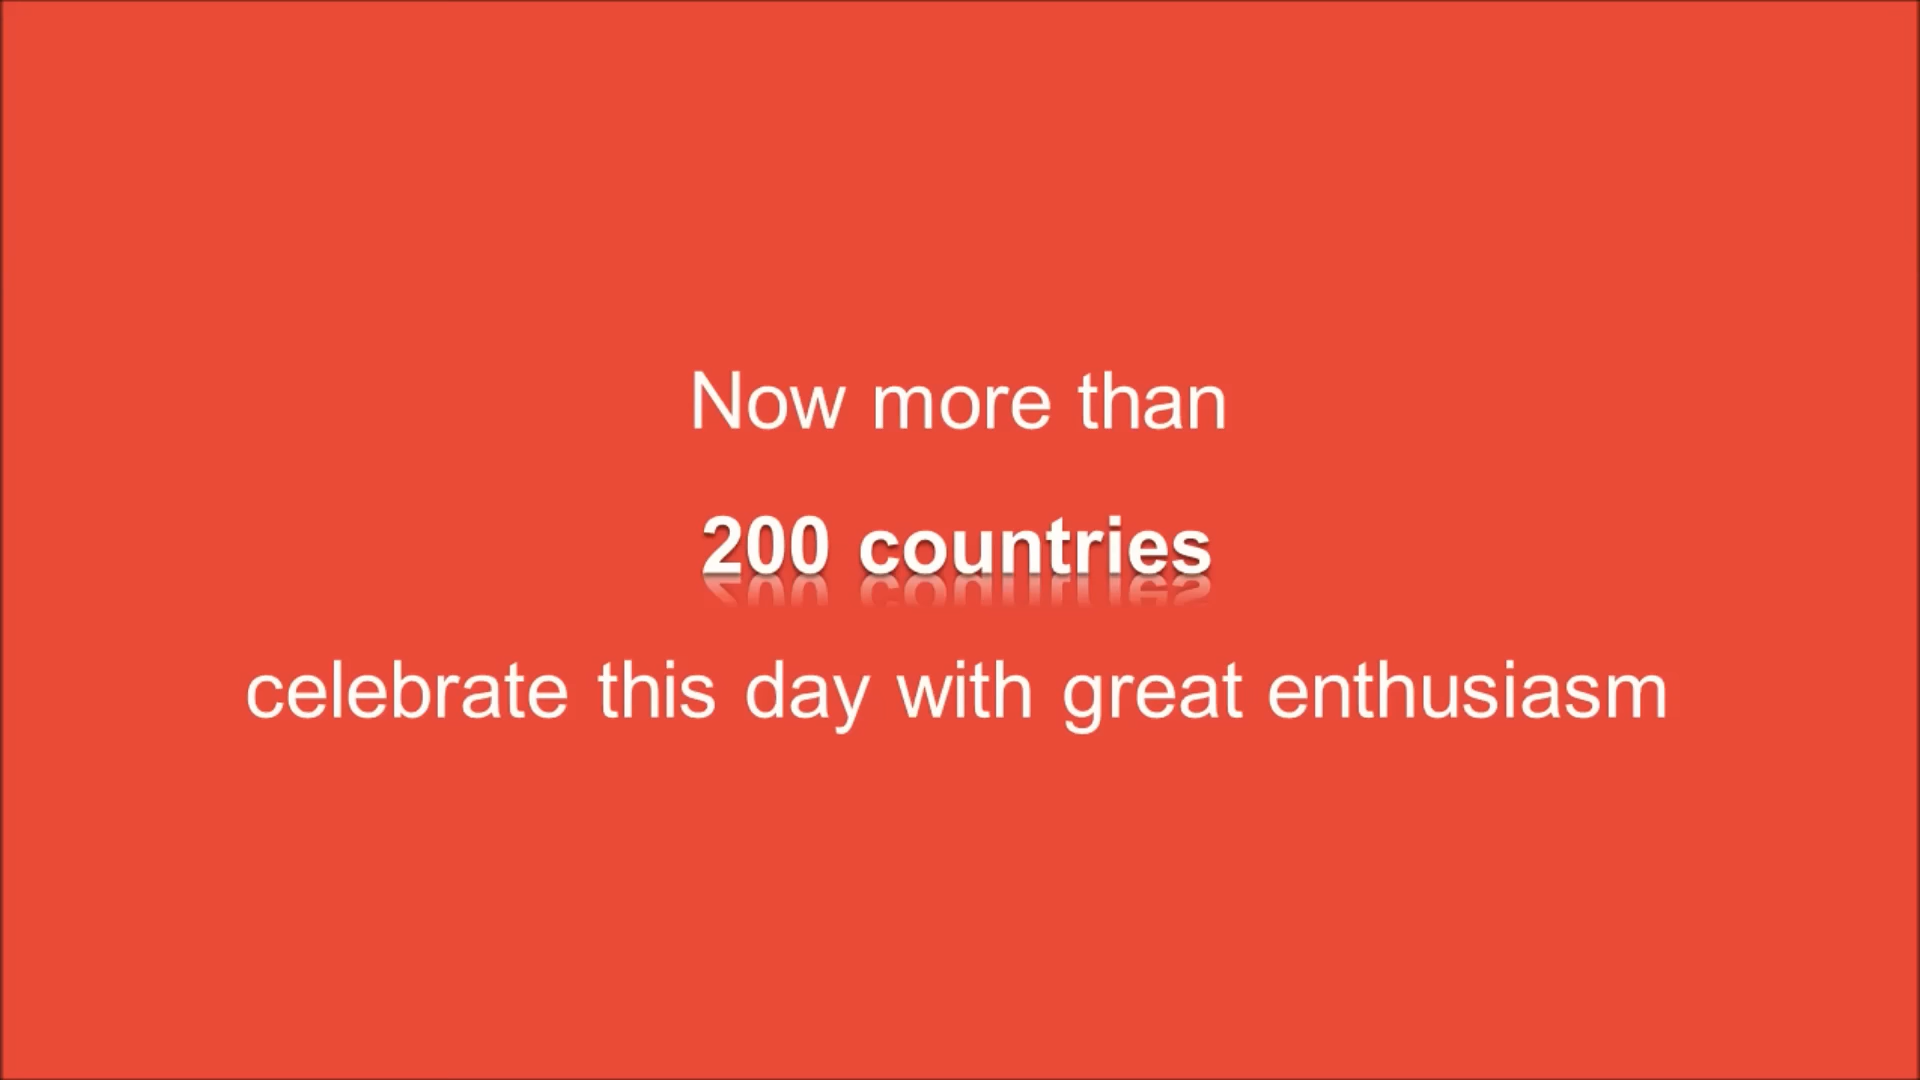 Now more than
200 countries
celebrate this day with great enthusiasm